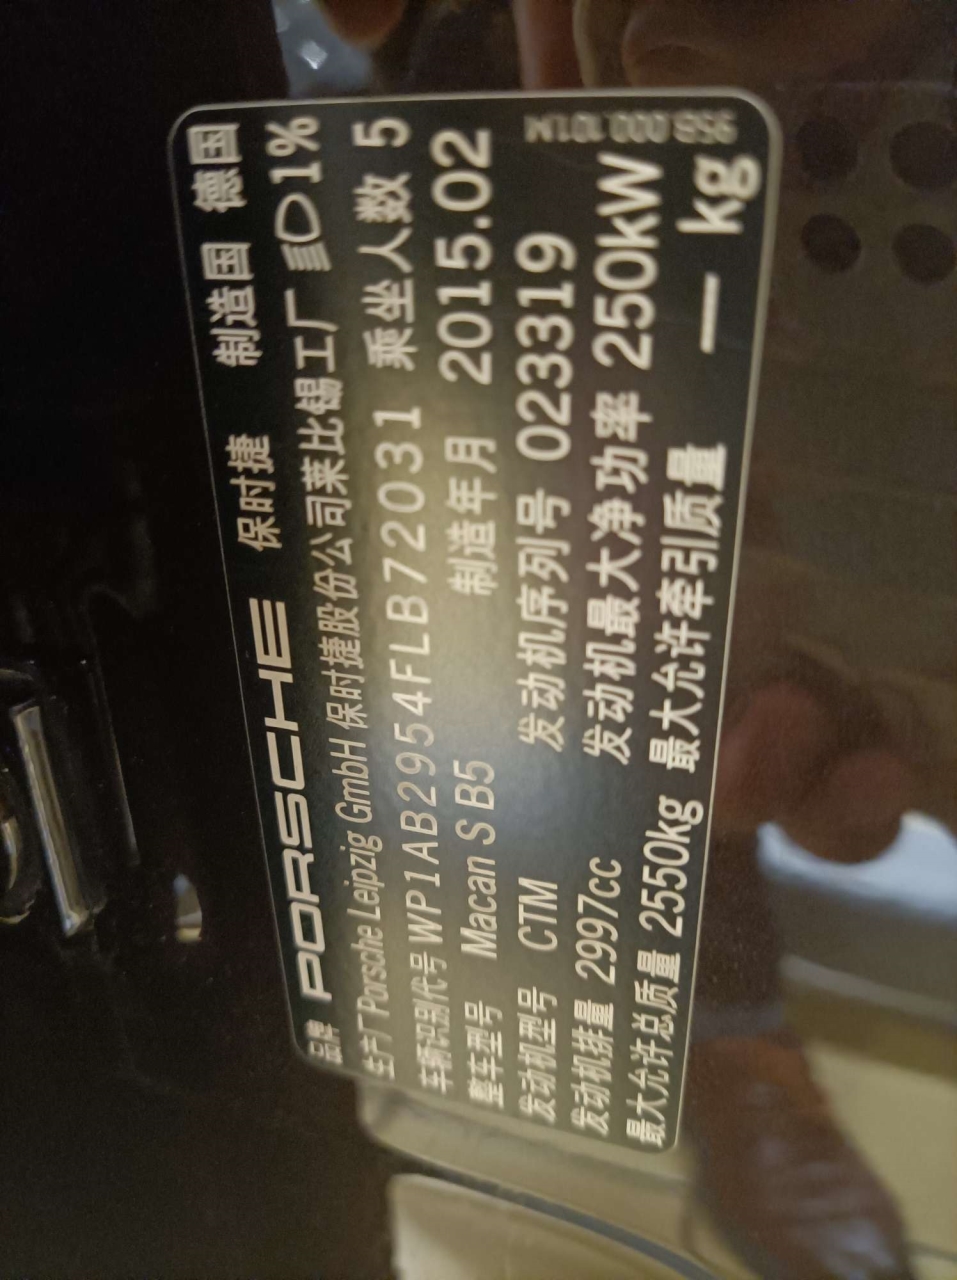 品牌 PORSCHE 保时捷 制造国 德国
生产厂 Porsche Leipzig GmbH 保时捷股份公司莱比锡工厂 1%
车辆识别代号 WP1AB2954FLB72031 乘坐人数 5
整车型号 Macan S B5 制造年月 2015.02
发动机型号 CTM 发动机序列号 023319
发动机排量 2997cc 发动机最大净功率 250kW
最大允许总质量 2550kg 最大允许牵引质量 — kg
958.000.101.N